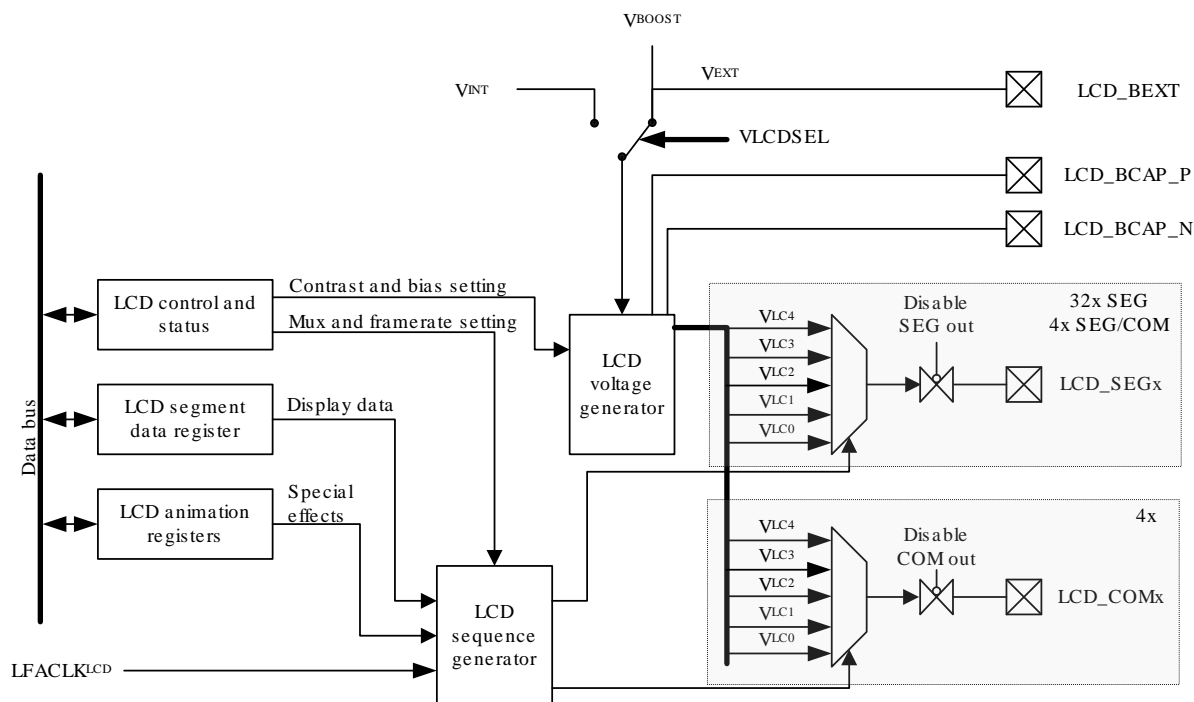 VBOOST
VEXT
VINT
LCD_BEXT
VLCDSEL
LCD_BCAP_P
LCD_BCAP_N
Data bus
LCD control and
status
Contrast and bias setting
Mux and framerate setting
LCD
voltage
generator
32x SEG
4x SEG/COM
Disable
SEG out
VLC4
VLC3
VLC2
VLC1
VLC0
LCD_SEGx
LCD segment
data register
Display data
LCD animation
registers
Special
effects
4x
Disable
COM out
VLC4
VLC3
VLC2
VLC1
VLC0
LCD_COMx
LCD
sequence
generator
LFACLKLCD